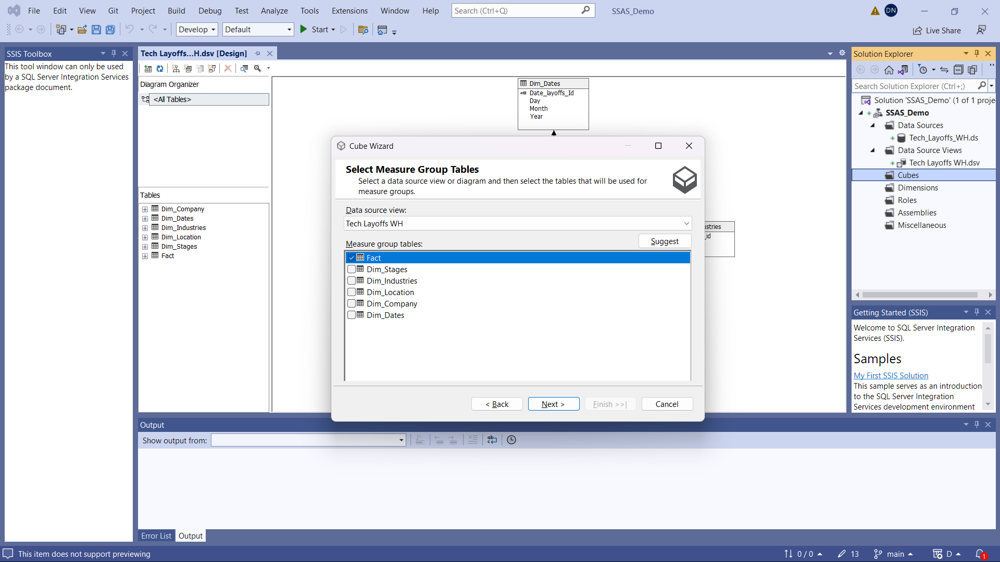 File Edit View Git Project Build Debug Test Analyze Tools Extensions Window Help Search (Ctrl+Q) SSAS_Demo DN
Develop Default Start Live Share
SSIS Toolbox
This tool window can only be used
by a SQL Server Integration Services
package document.
Tech Layoffs...H.dsv [Design]
Diagram Organizer
<All Tables>
Tables
Dim_Company
Dim_Dates
Dim_Industries
Dim_Location
Dim_Stages
Fact
Dim_Dates
Date_layoffs_Id
Day
Month
Year
ustries
_id
Cube Wizard
Select Measure Group Tables
Select a data source view or diagram and then select the tables that will be used for
measure groups.
Data source view:
Tech Layoffs WH
Measure group tables:
Suggest
Fact
Dim_Stages
Dim_Industries
Dim_Location
Dim_Company
Dim_Dates
< Back Next > Finish >>| Cancel
Solution Explorer
Search Solution Explorer (Ctrl+;)
Solution 'SSAS_Demo' (1 of 1 proje
SSAS_Demo
Data Sources
Tech_Layoffs_WH.ds
Data Source Views
Tech Layoffs WH.dsv
Cubes
Dimensions
Roles
Assemblies
Miscellaneous
Getting Started (SSIS)
Welcome to SQL Server Integration
Services (SSIS).
Samples
My First SSIS Solution
This sample serves as an introduction
to the SQL Server Integration
Services development environment
Output
Show output from:
Error List Output
This item does not support previewing
0 / 0 13 main D 1